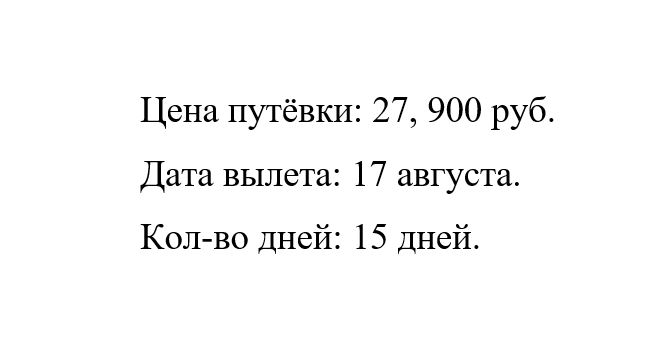 Цена путёвки: 27, 900 руб.
Дата вылета: 17 августа.
Кол-во дней: 15 дней.